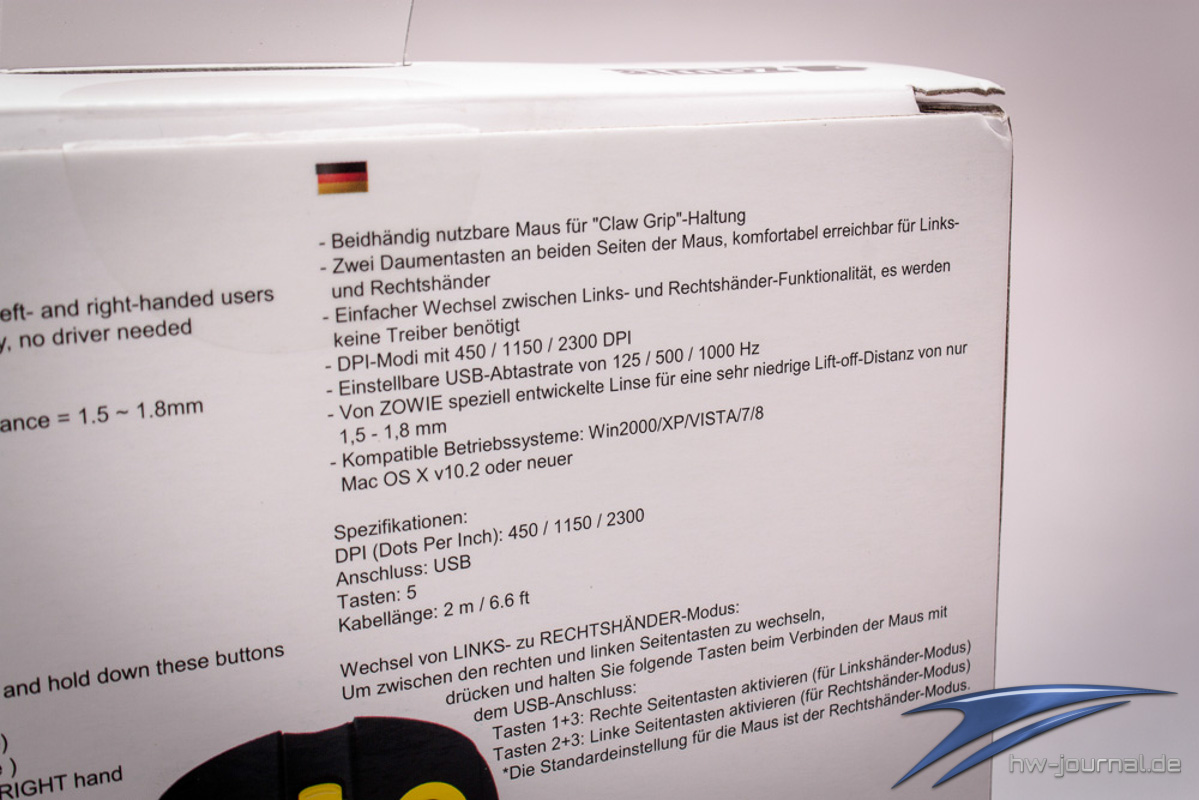 eft- and right-handed users
no driver needed
ance = 1.5 ~ 1.8mm
and hold down these buttons
)
)
RIGHT hand
- Beidhändig nutzbare Maus für "Claw Grip"-Haltung
- Zwei Daumentasten an beiden Seiten der Maus, komfortabel erreichbar für Links-
und Rechtshänder
- Einfacher Wechsel zwischen Links- und Rechtshänder-Funktionalität, es werden
keine Treiber benötigt
- DPI-Modi mit 450 / 1150 / 2300 DPI
- Einstellbare USB-Abtastrate von 125 / 500 / 1000 Hz
- Von ZOWIE speziell entwickelte Linse für eine sehr niedrige Lift-off-Distanz von nur
1,5 - 1,8 mm
- Kompatible Betriebssysteme: Win2000/XP/VISTA/7/8
Mac OS X v10.2 oder neuer
Spezifikationen:
DPI (Dots Per Inch): 450 / 1150 / 2300
Anschluss: USB
Tasten: 5
Kabellänge: 2 m / 6.6 ft
Wechsel von LINKS- zu RECHTSHÄNDER-Modus:
Um zwischen den rechten und linken Seitentasten zu wechseln,
drücken und halten Sie folgende Tasten beim Verbinden der Maus mit
dem USB-Anschluss:
Tasten 1+3: Rechte Seitentasten aktivieren (für Linkshänder-Modus)
Tasten 2+3: Linke Seitentasten aktivieren (für Rechtshänder-Modus)
*Die Standardeinstellung für die Maus ist der Rechtshänder-Modus.
hw-journal.de